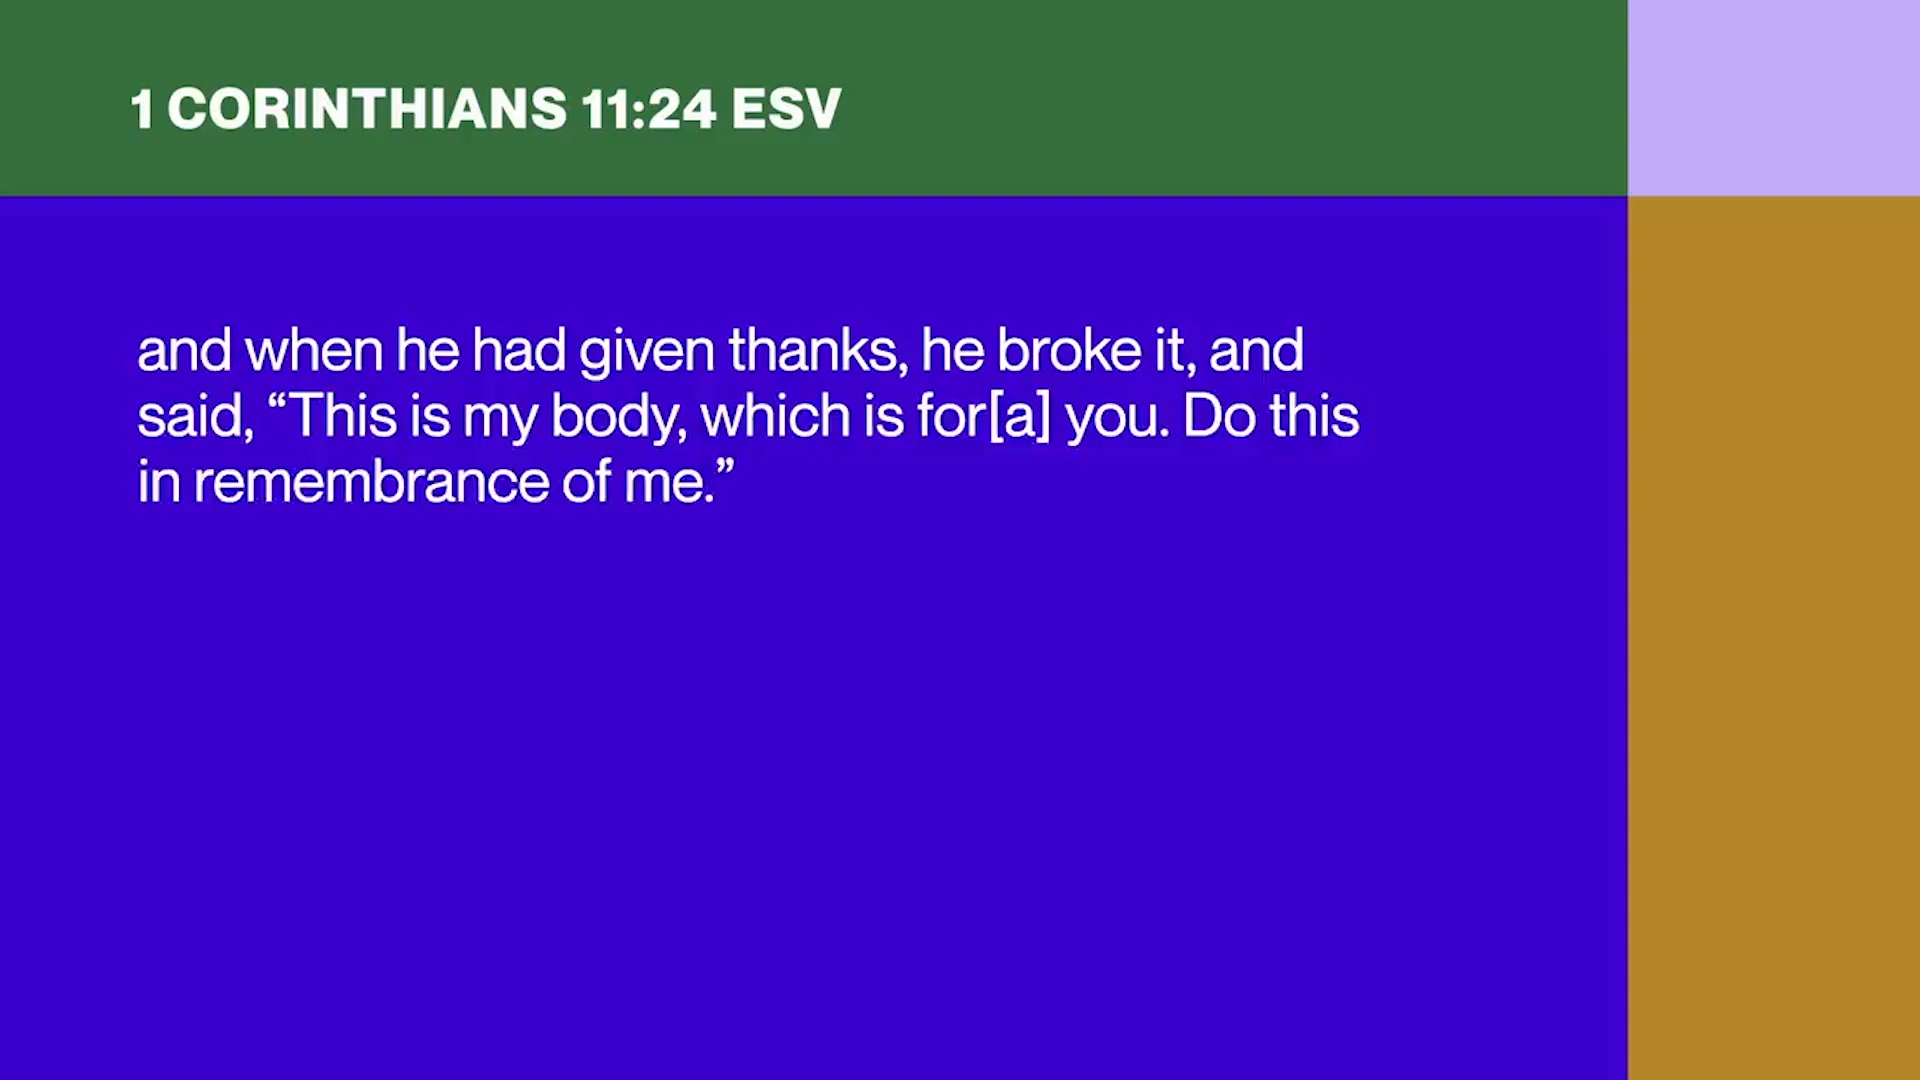 1 CORINTHIANS 11:24 ESV
and when he had given thanks, he broke it, and
said, “This is my body, which is for[a] you. Do this
in remembrance of me.”